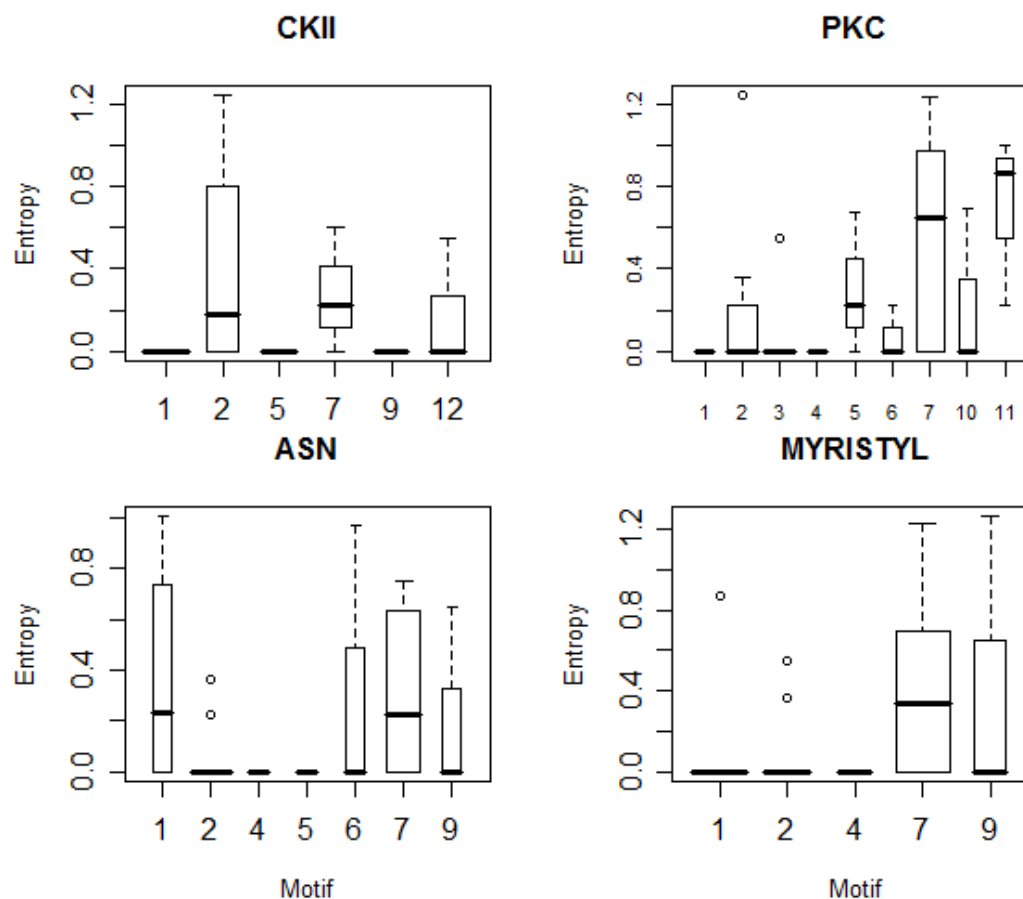 CKII
Entropy
0.0 0.4 0.8 1.2
1 2 5 7 9 12
PKC
Entropy
0.0 0.4 0.8 1.2
1 2 3 4 5 6 7 10 11
ASN
Entropy
0.0 0.4 0.8
1 2 4 5 6 7 9
Motif
MYRISTYL
Entropy
0.0 0.4 0.8 1.2
1 2 4 7 9
Motif